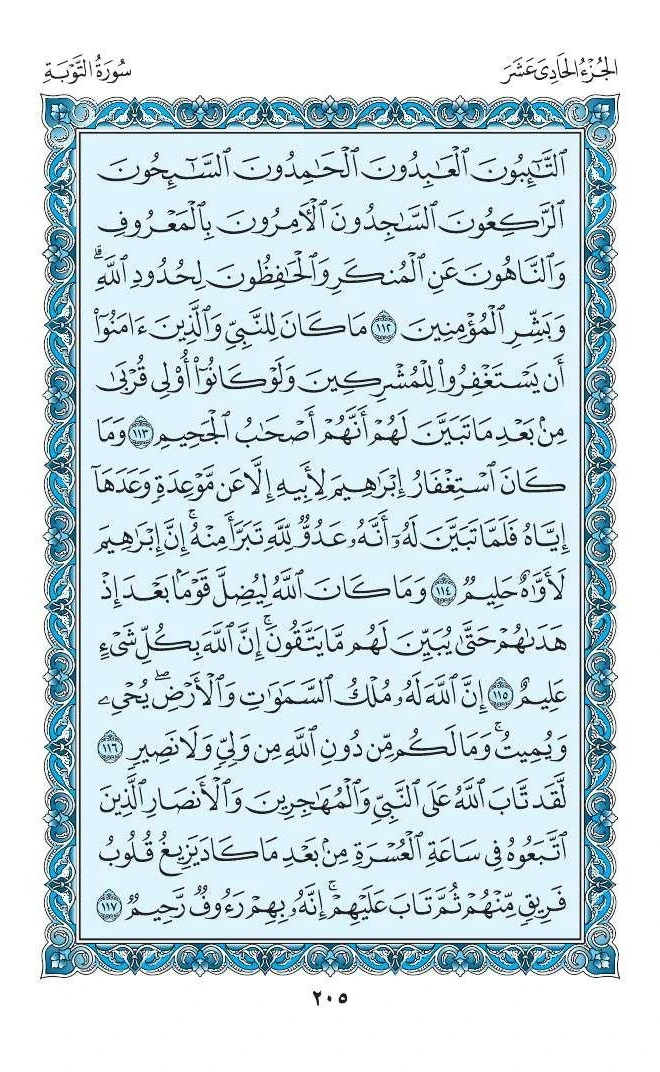 الجُزْءُ الحَادِى عَشَرَ
سُورَةُ التَّوْبَةِ
ٱلتَّٰٓئِبُونَ ٱلْعَٰبِدُونَ ٱلْحَٰمِدُونَ ٱلسَّٰٓئِحُونَ
ٱلرَّٰكِعُونَ ٱلسَّٰجِدُونَ ٱلْءَامِرُونَ بِٱلْمَعْرُوفِ
وَٱلنَّاهُونَ عَنِ ٱلْمُنكَرِ وَٱلْحَٰفِظُونَ لِحُدُودِ ٱللَّهِۗ
وَبَشِّرِ ٱلْمُؤْمِنِينَ ١١٢ مَا كَانَ لِلنَّبِيِّ وَٱلَّذِينَ ءَامَنُوٓا۟
أَن يَسْتَغْفِرُوا۟ لِلْمُشْرِكِينَ وَلَوْ كَانُوٓا۟ أُو۟لِى قُرْبَىٰ
مِنۢ بَعْدِ مَا تَبَيَّنَ لَهُمْ أَنَّهُمْ أَصْحَٰبُ ٱلْجَحِيمِ ١١٣ وَمَا
كَانَ ٱسْتِغْفَارُ إِبْرَٰهِيمَ لِأَبِيهِ إِلَّا عَن مَّوْعِدَةٍ وَعَدَهَآ
إِيَّاهُ فَلَمَّا تَبَيَّنَ لَهُۥٓ أَنَّهُۥ عَدُوٌّ لِّلَّهِ تَبَرَّأَ مِنْهُۚ إِنَّ إِبْرَٰهِيمَ
لَأَوَّٰهٌ حَلِيمٌ ١١٤ وَمَا كَانَ ٱللَّهُ لِيُضِلَّ قَوْمًۢا بَعْدَ إِذْ
هَدَىٰهُمْ حَتَّىٰ يُبَيِّنَ لَهُم مَّا يَتَّقُونَۚ إِنَّ ٱللَّهَ بِكُلِّ شَىْءٍ
عَلِيمٌ ١١٥ إِنَّ ٱللَّهَ لَهُۥ مُلْكُ ٱلسَّمَٰوَٰتِ وَٱلْأَرْضِۖ يُحْىِۦ
وَيُمِيتُۚ وَمَا لَكُم مِّن دُونِ ٱللَّهِ مِن وَلِىٍّ وَلَا نَصِيرٍ ١١٦
لَّقَد تَّابَ ٱللَّهُ عَلَى ٱلنَّبِىِّ وَٱلْمُهَٰجِرِينَ وَٱلْأَنصَارِ ٱلَّذِينَ
ٱتَّبَعُوهُ فِى سَاعَةِ ٱلْعُسْرَةِ مِنۢ بَعْدِ مَا كَادَ يَزِيغُ قُلُوبُ
فَرِيقٍ مِّنْهُمْ ثُمَّ تَابَ عَلَيْهِمْۚ إِنَّهُۥ بِهِمْ رَءُوفٌ رَّحِيمٌ ١١٧
٢٠٥